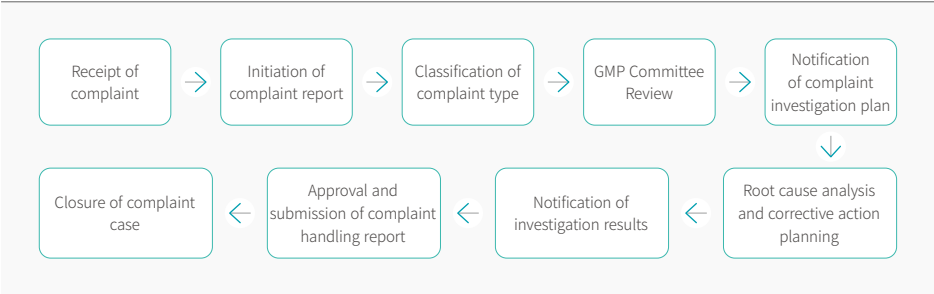 Receipt of
complaint
Initiation of
complaint report
Classification of
complaint type
GMP Committee
Review
Notification
of complaint
investigation plan
Root cause analysis
and corrective action
planning
Notification of
investigation results
Approval and
submission of complaint
handling report
Closure of complaint
case